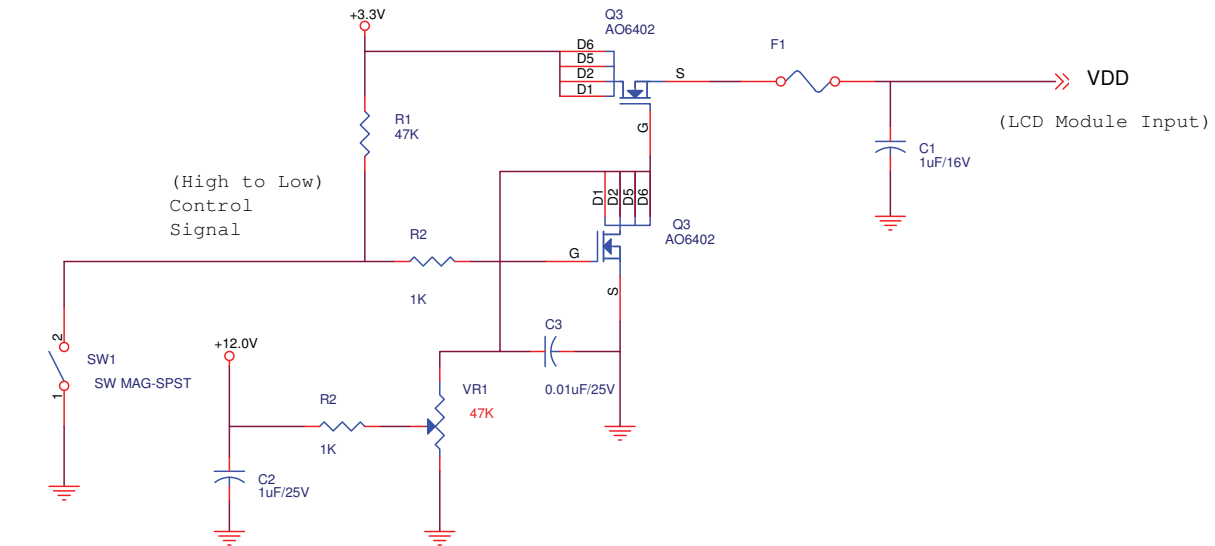 +3.3V
Q3
AO6402
D6
D5
D2
D1
S
G
F1
VDD
(LCD Module Input)
R1
47K
C1
1uF/16V
(High to Low)
Control
Signal
D1
D2
D5
D6
Q3
AO6402
R2
1K
G
S
2
1
SW1
SW MAG-SPST
+12.0V
C3
0.01uF/25V
VR1
47K
R2
1K
C2
1uF/25V